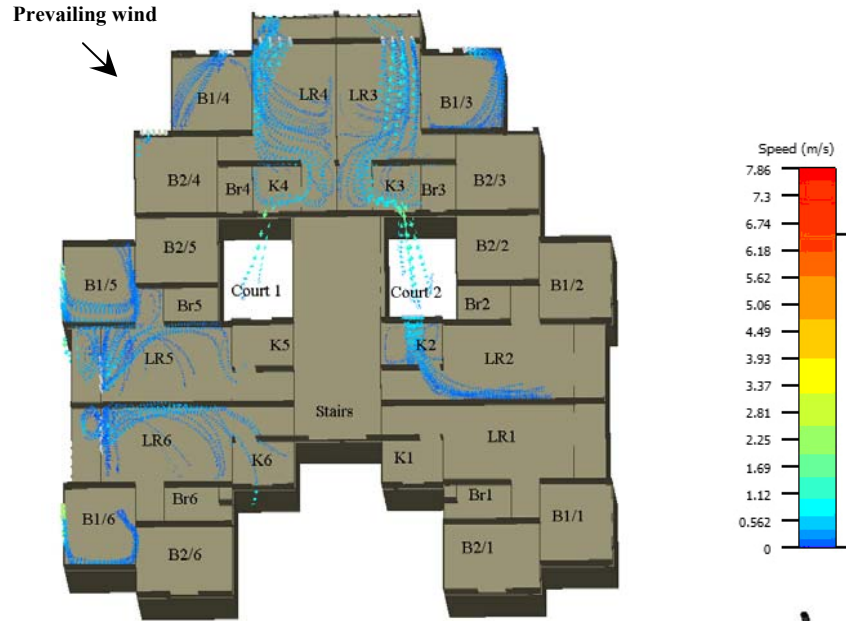 Prevailing wind
LR4
LR3
B1/4
B1/3
B2/4
Br4
K4
K3
Br3
B2/3
B2/5
B2/2
B1/5
Court 1
Court 2
B1/2
Br5
Br2
LR5
K5
K2
LR2
Stairs
LR6
LR1
K6
K1
B1/6
Br6
Br1
B1/1
B2/6
B2/1
Speed (m/s)
7.86
7.3
6.74
6.18
5.62
5.06
4.49
3.93
3.37
2.81
2.25
1.69
1.12
0.562
0